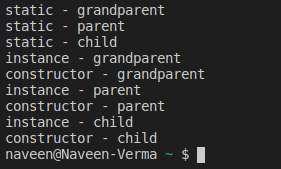 static - grandparent
static - parent
static - child
instance - grandparent
constructor - grandparent
instance - parent
constructor - parent
instance - child
constructor - child
naveen@Naveen-Verma ~ $